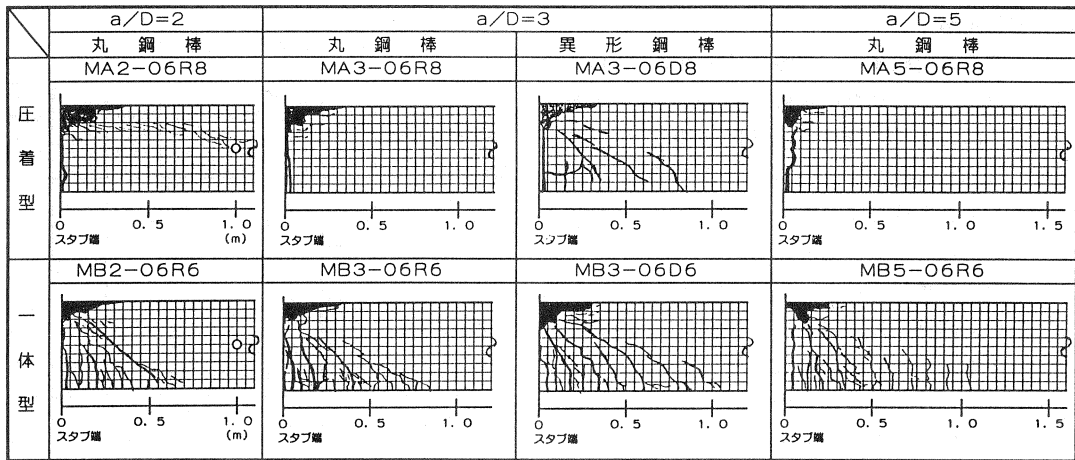 a/D=2 a/D=3 a/D=5
丸鋼棒 丸鋼棒 異形鋼棒 丸鋼棒
MA2-06R8 MA3-06R8 MA3-06D8 MA5-06R8
圧着型
0 0.5 1.0 0 0.5 1.0 0 0.5 1.0 0 0.5 1.0 1.5
スタブ端 (m) スタブ端 スタブ端 スタブ端
MB2-06R6 MB3-06R6 MB3-06D6 MB5-06R6
一体型
0 0.5 1.0 0 0.5 1.0 0 0.5 1.0 0 0.5 1.0 1.5
スタブ端 (m) スタブ端 スタブ端 スタブ端